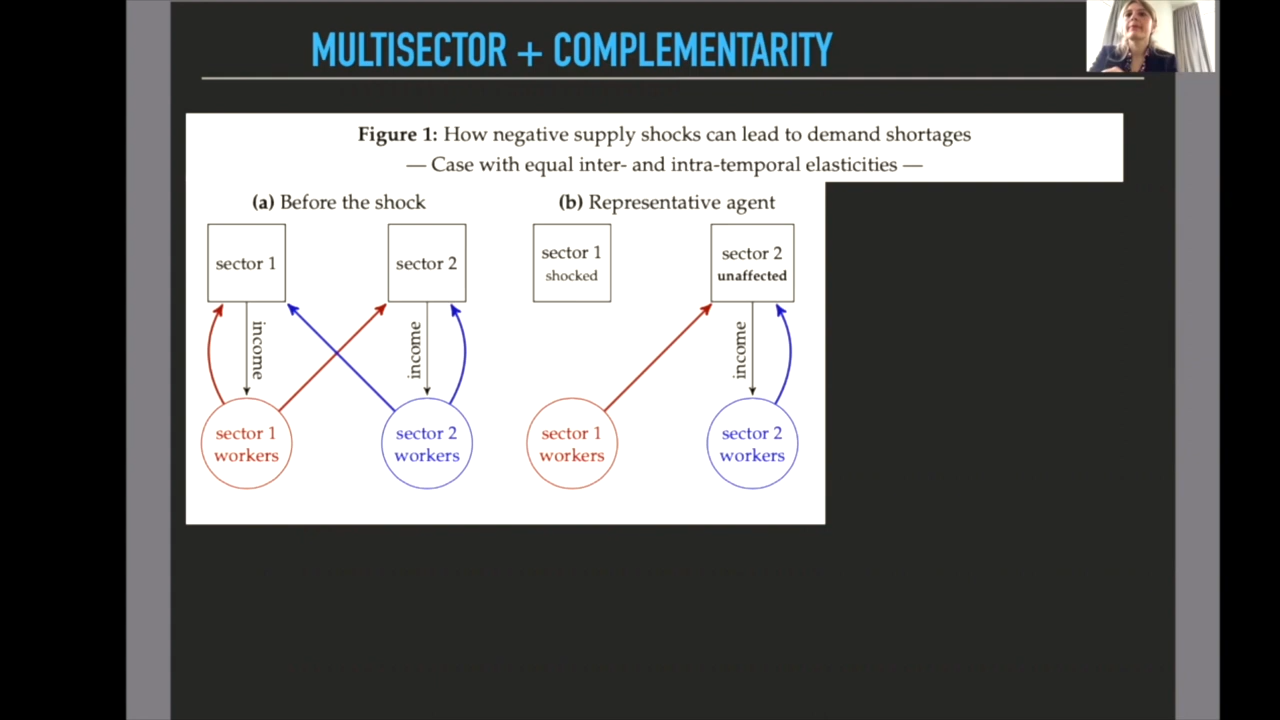 MULTISECTOR + COMPLEMENTARITY
Figure 1: How negative supply shocks can lead to demand shortages
— Case with equal inter- and intra-temporal elasticities —
(a) Before the shock
sector 1
sector 2
income
income
sector 1
workers
sector 2
workers
(b) Representative agent
sector 1
shocked
sector 2
unaffected
income
sector 1
workers
sector 2
workers